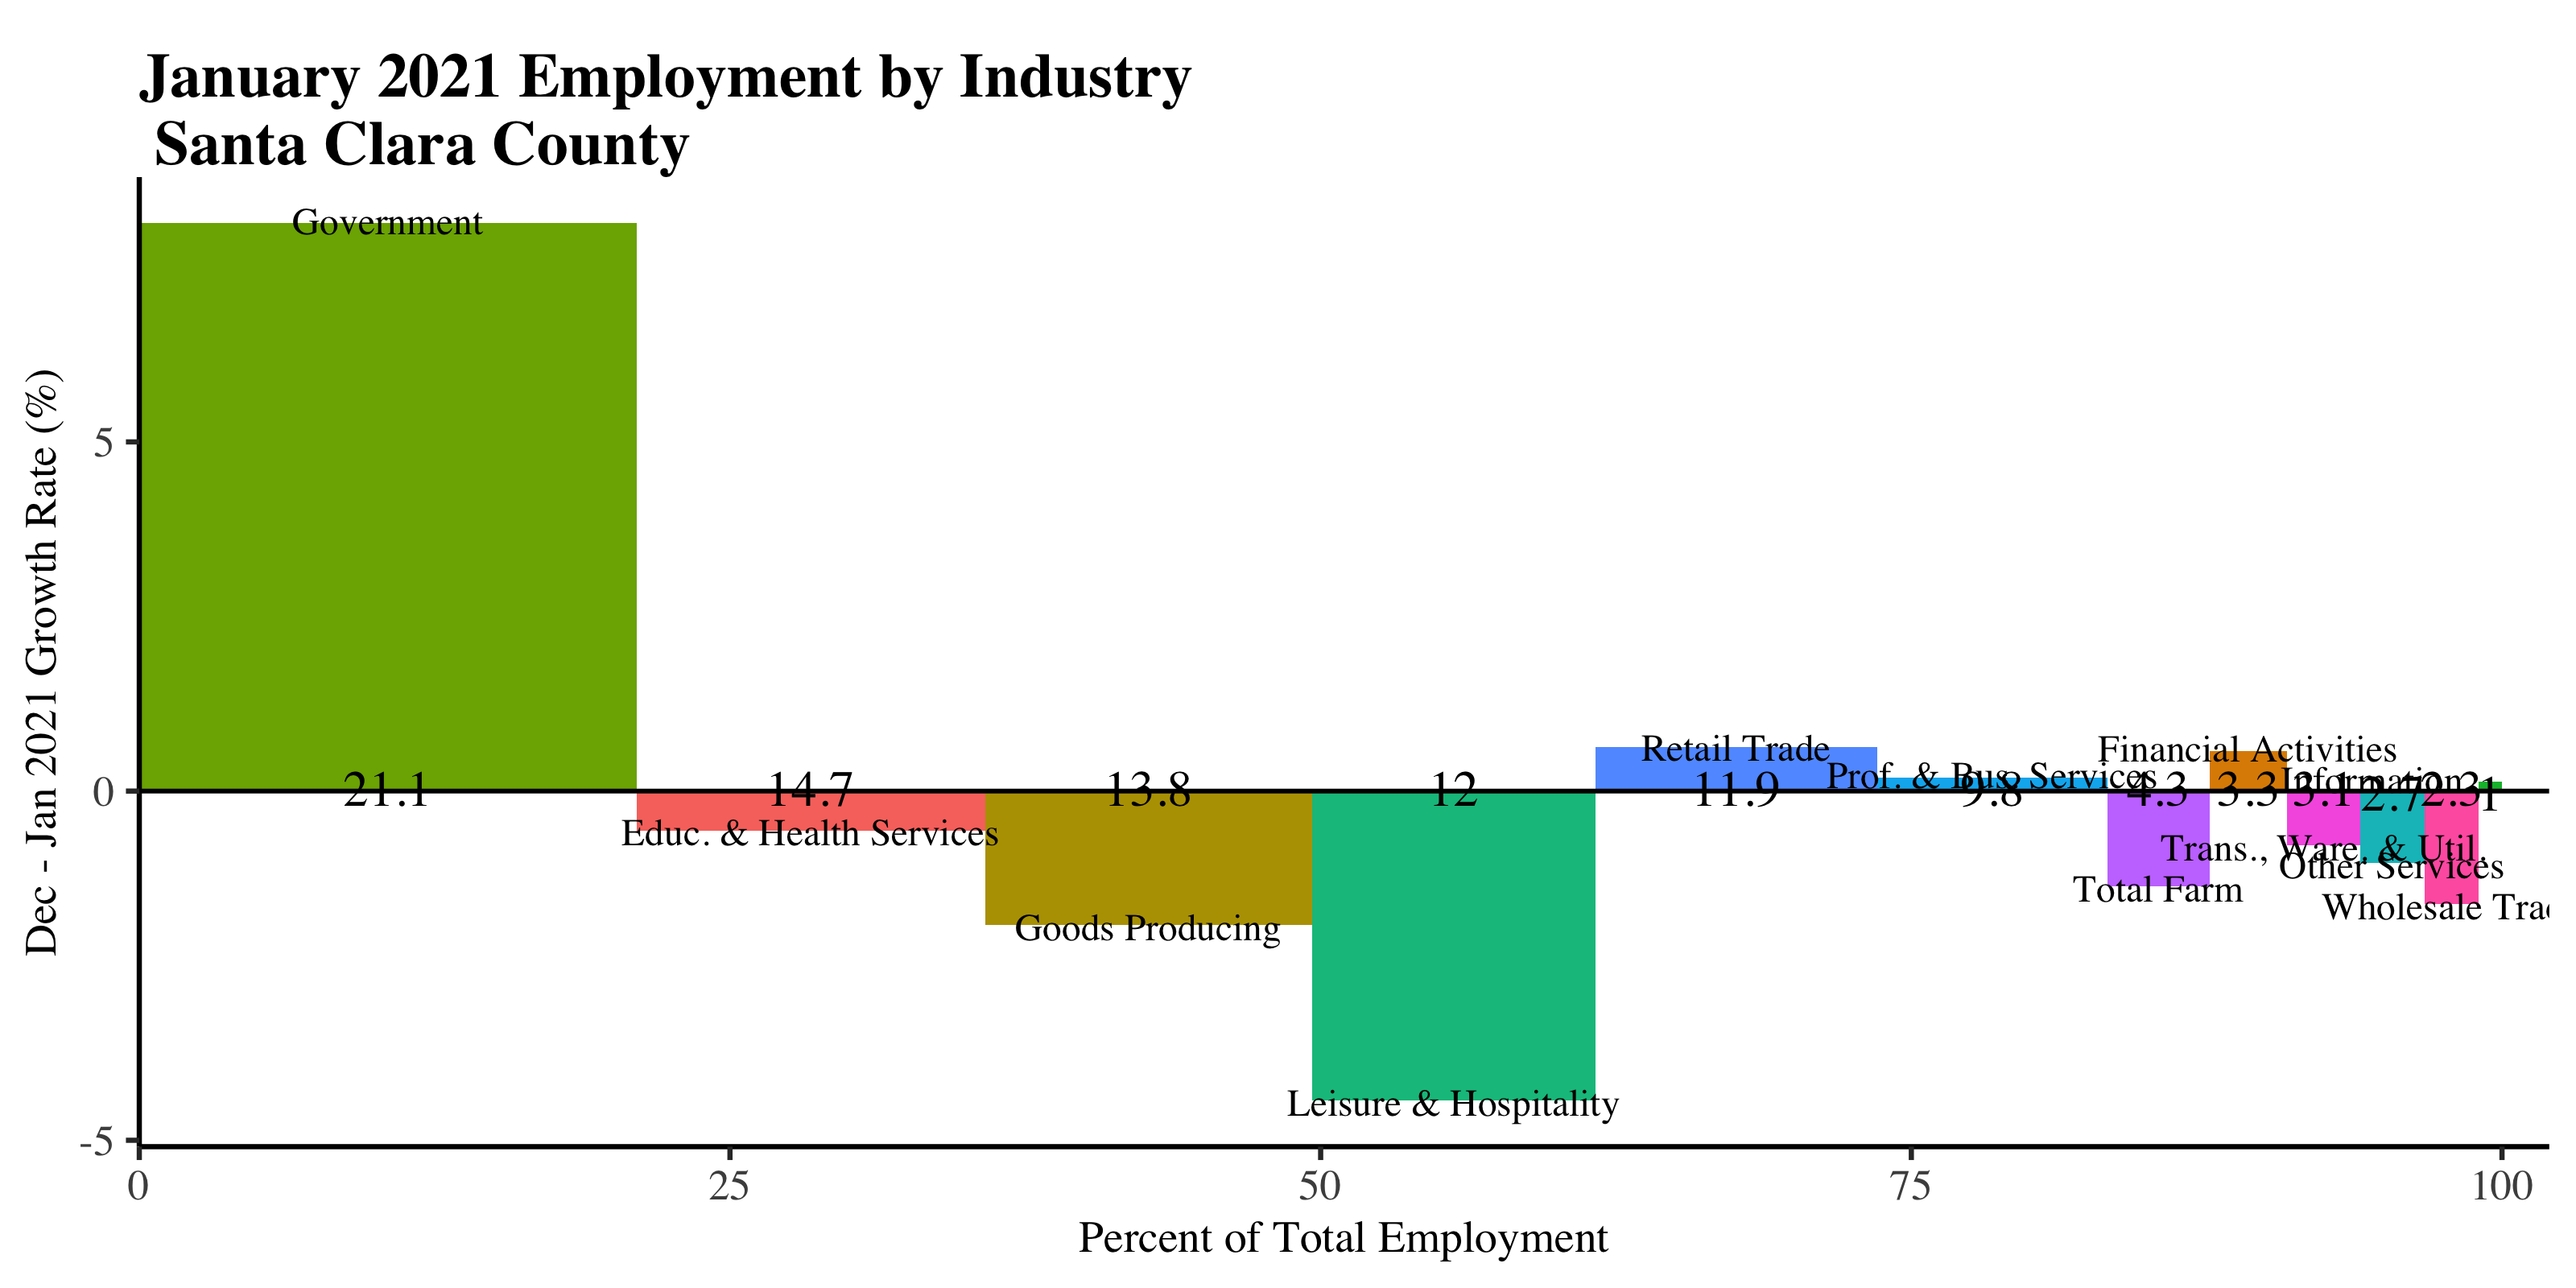 January 2021 Employment by Industry
Santa Clara County
Dec - Jan 2021 Growth Rate (%)
5
0
-5
Government
21.1
14.7
Educ. & Health Services
13.8
Goods Producing
12
Leisure & Hospitality
Retail Trade
11.9
Prof. & Bus. Services
9.8
4.3
Total Farm
Financial Activities
3.3
3.1
Trans., Ware. & Util.
2.7
Other Services
2.3
Wholesale
Information
1
0 25 50 75 100
Percent of Total Employment